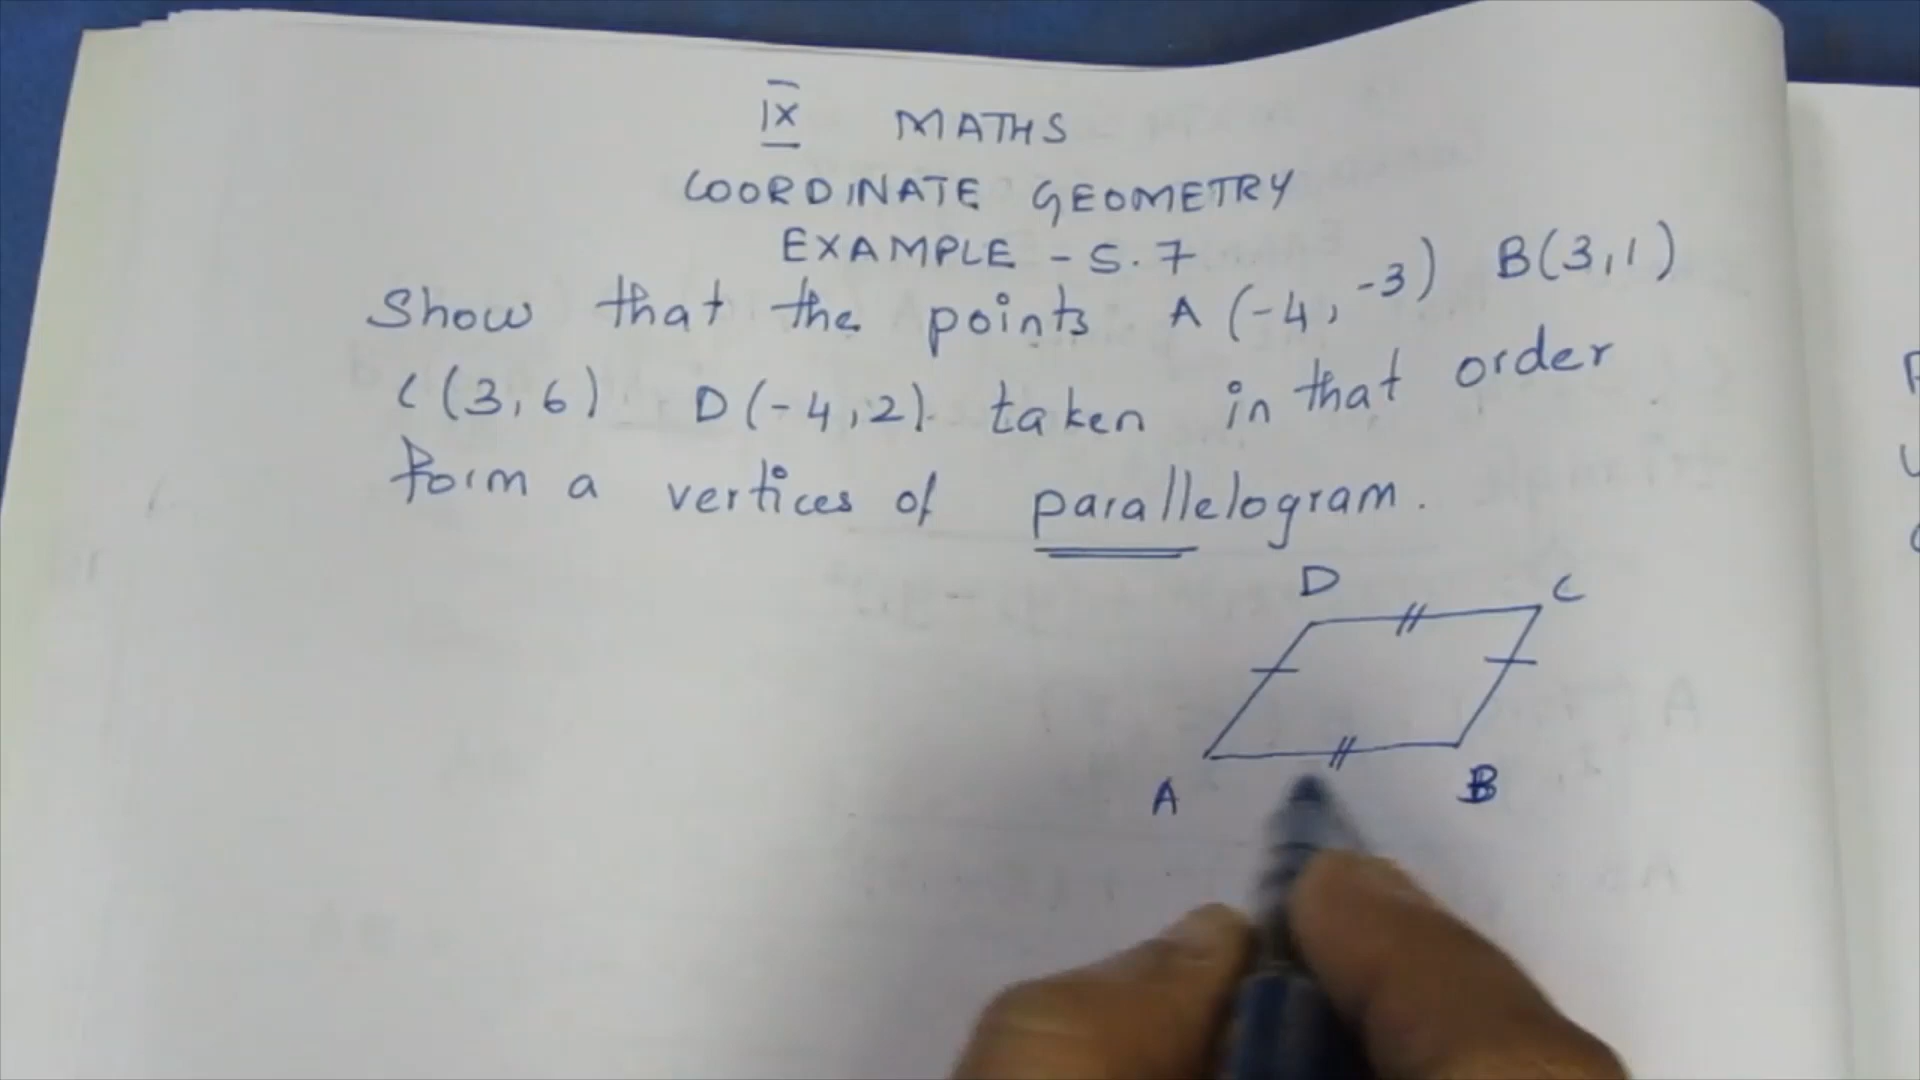 IX MATHS
COORDINATE GEOMETRY
EXAMPLE - 5.7
Show that the points A (-4, -3) B(3,1)
C(3,6) D(-4,2). taken in that order
form a vertices of parallelogram.
D C
A B